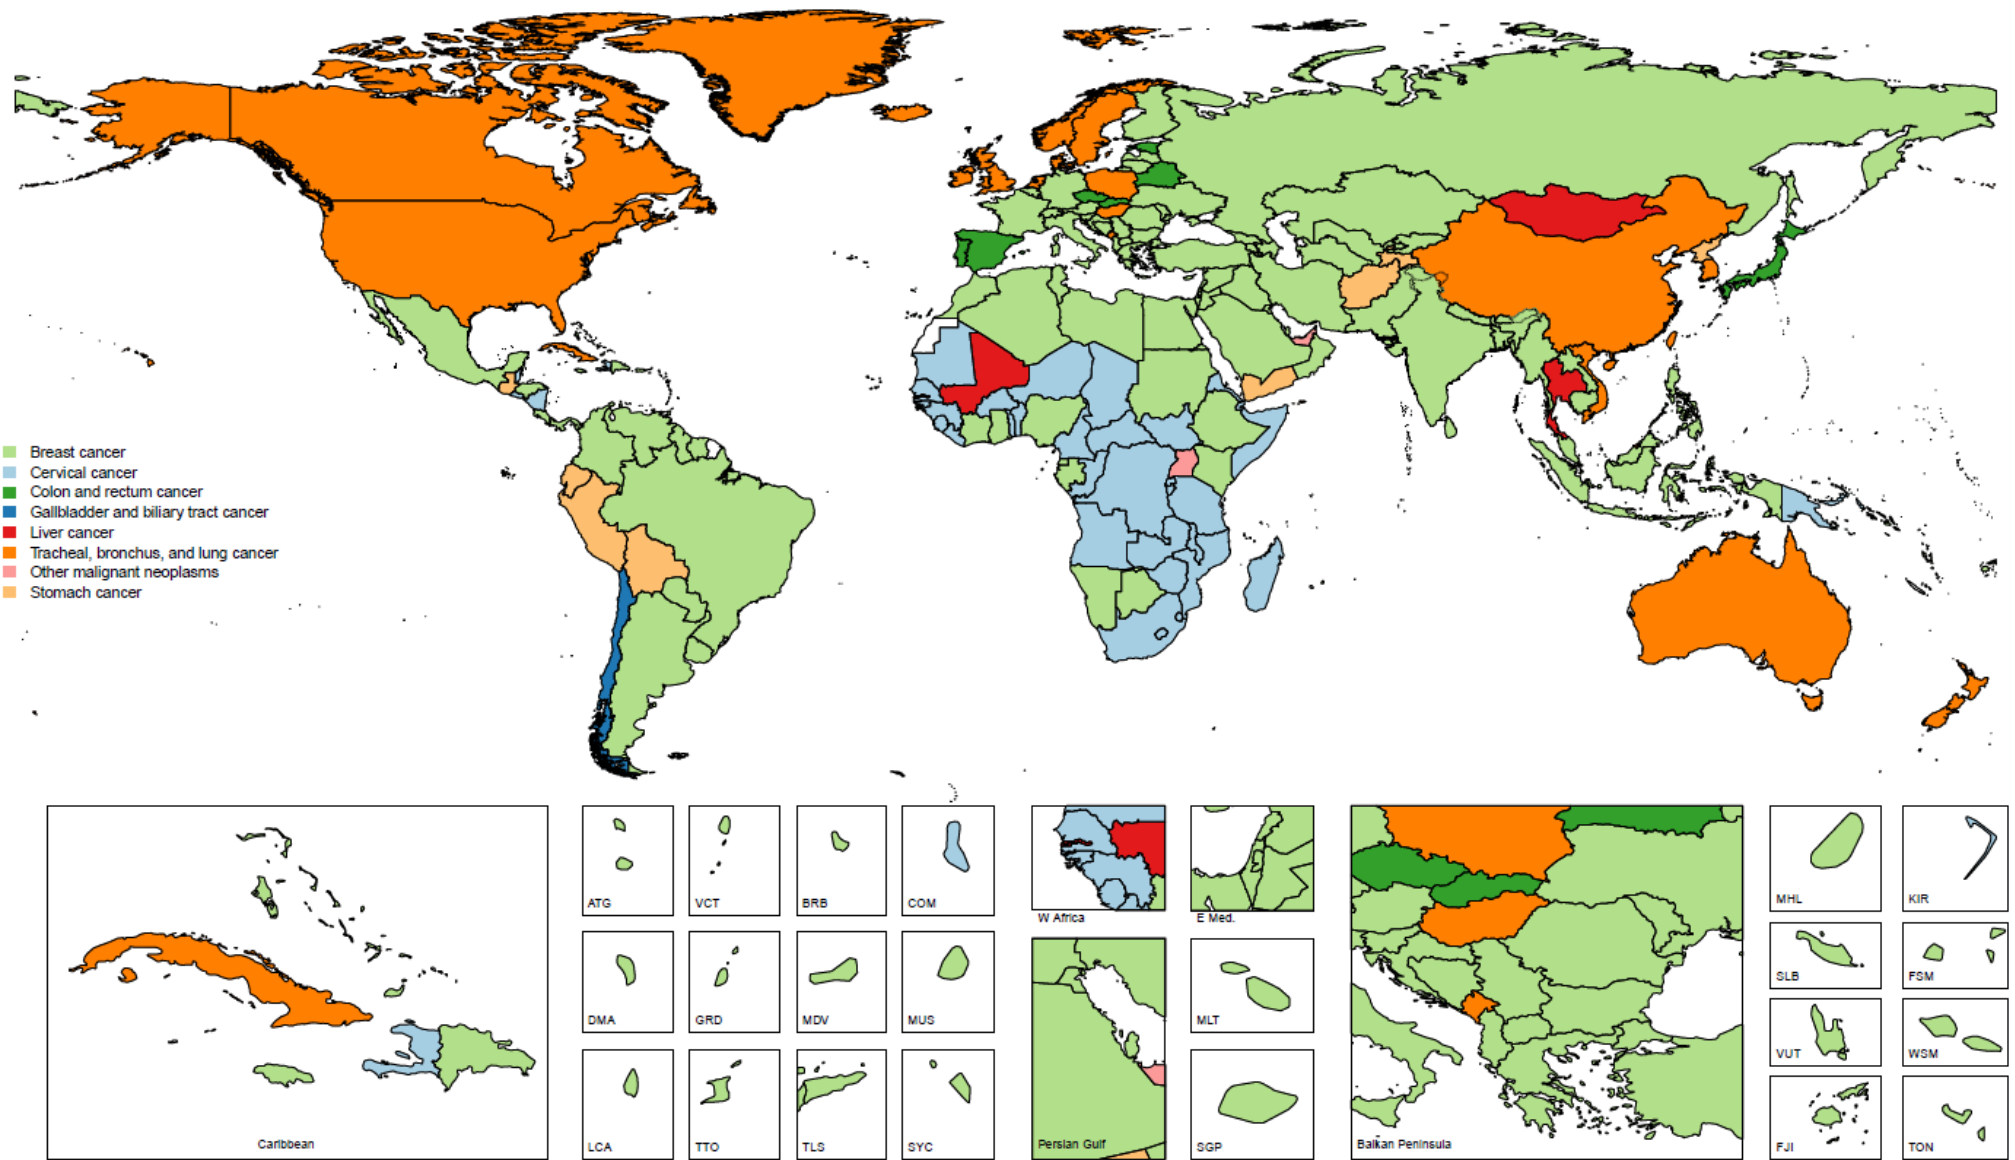 Breast cancer
Cervical cancer
Colon and rectum cancer
Gallbladder and biliary tract cancer
Liver cancer
Tracheal, bronchus, and lung cancer
Other malignant neoplasms
Stomach cancer
Caribbean
ATG
VCT
BRB
COM
DMA
GRD
MDV
MUS
LCA
TTO
TLS
SYC
W Africa
E Med.
Persian Gulf
MLT
SGP
Balkan Peninsula
MHL
KIR
SLB
FSM
VUT
WSM
FJI
TON